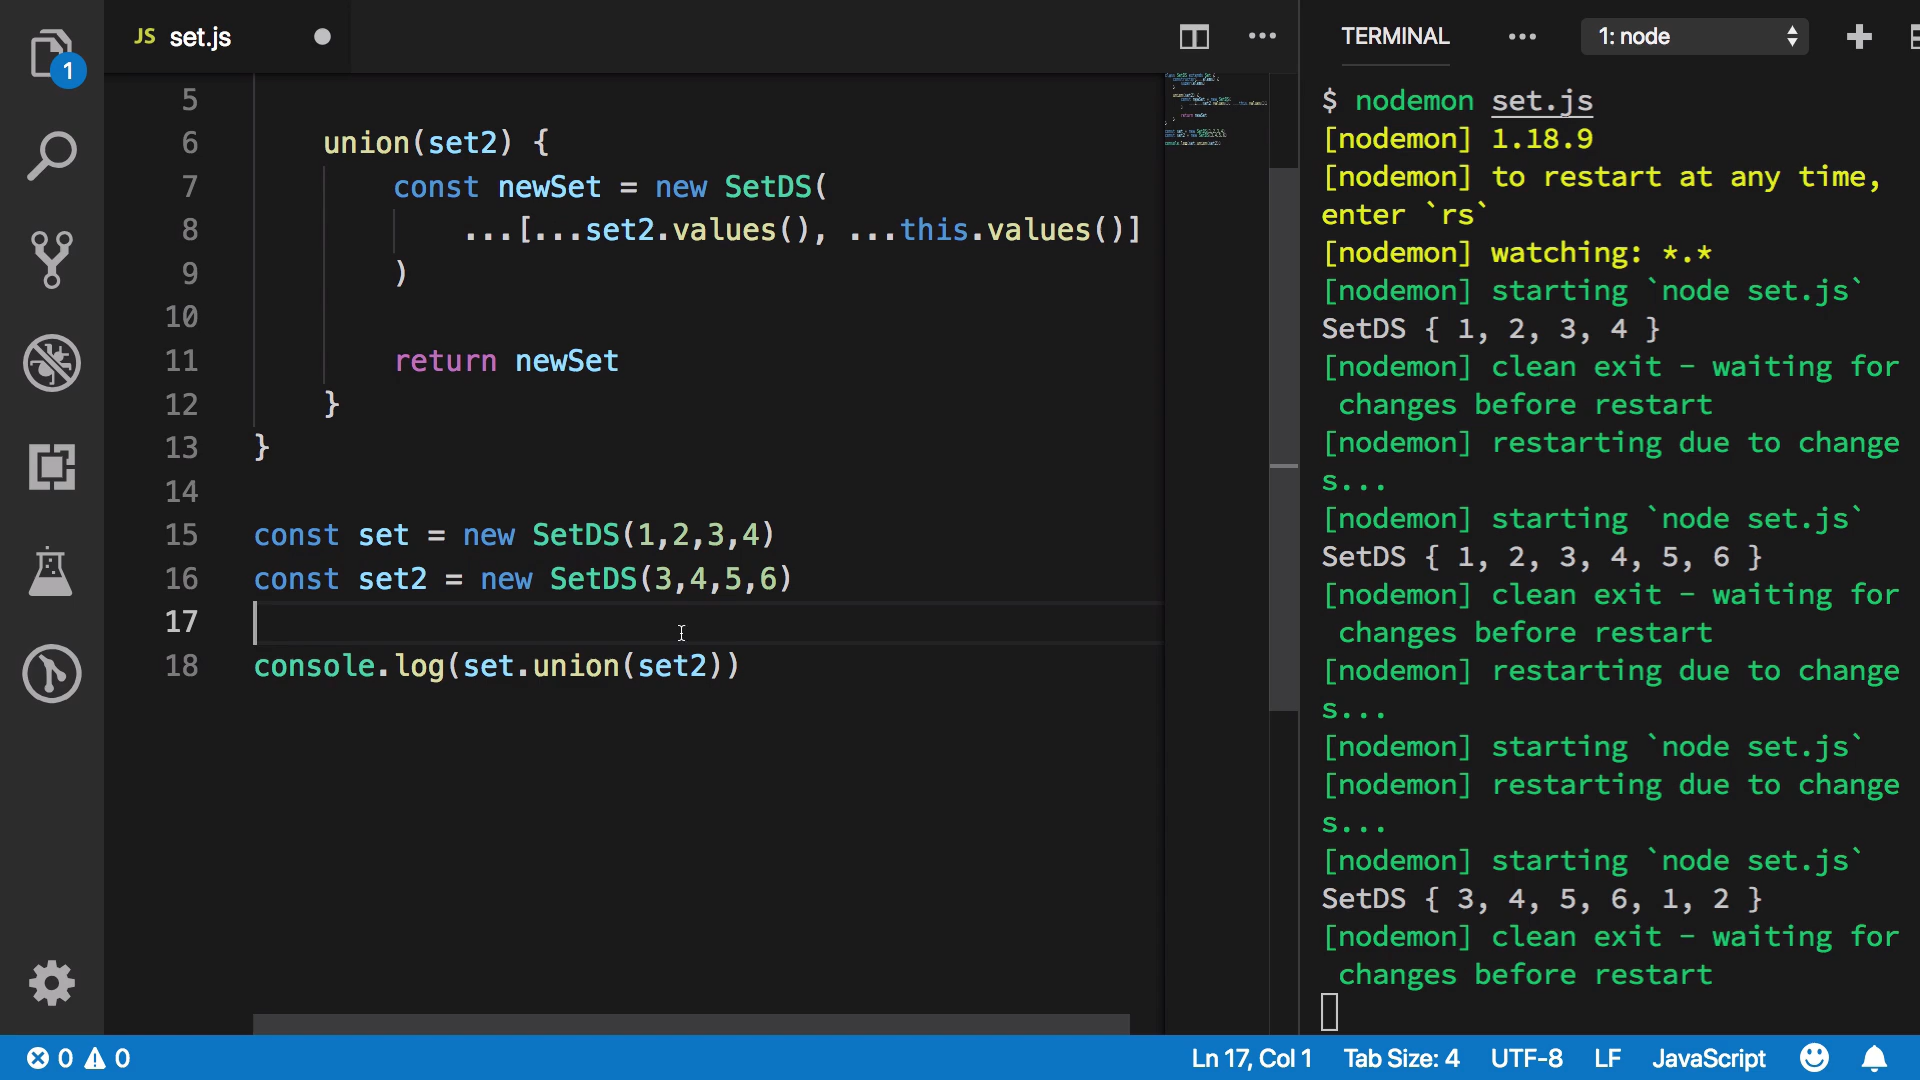 JS set.js
1
5
6 union(set2) {
7 const newSet = new SetDS(
8 ...[...set2.values(), ...this.values()]
9 )
10
11 return newSet
12 }
13 }
14
15 const set = new SetDS(1,2,3,4)
16 const set2 = new SetDS(3,4,5,6)
17
18 console.log(set.union(set2))
TERMINAL ... 1: node
$ nodemon set.js
[nodemon] 1.18.9
[nodemon] to restart at any time,
enter `rs`
[nodemon] watching: *.*
[nodemon] starting `node set.js`
SetDS { 1, 2, 3, 4 }
[nodemon] clean exit - waiting for
changes before restart
[nodemon] restarting due to change
s...
[nodemon] starting `node set.js`
SetDS { 1, 2, 3, 4, 5, 6 }
[nodemon] clean exit - waiting for
changes before restart
[nodemon] restarting due to change
s...
[nodemon] starting `node set.js`
[nodemon] restarting due to change
s...
[nodemon] starting `node set.js`
SetDS { 3, 4, 5, 6, 1, 2 }
[nodemon] clean exit - waiting for
changes before restart
0 0 Ln 17, Col 1 Tab Size: 4 UTF-8 LF JavaScript